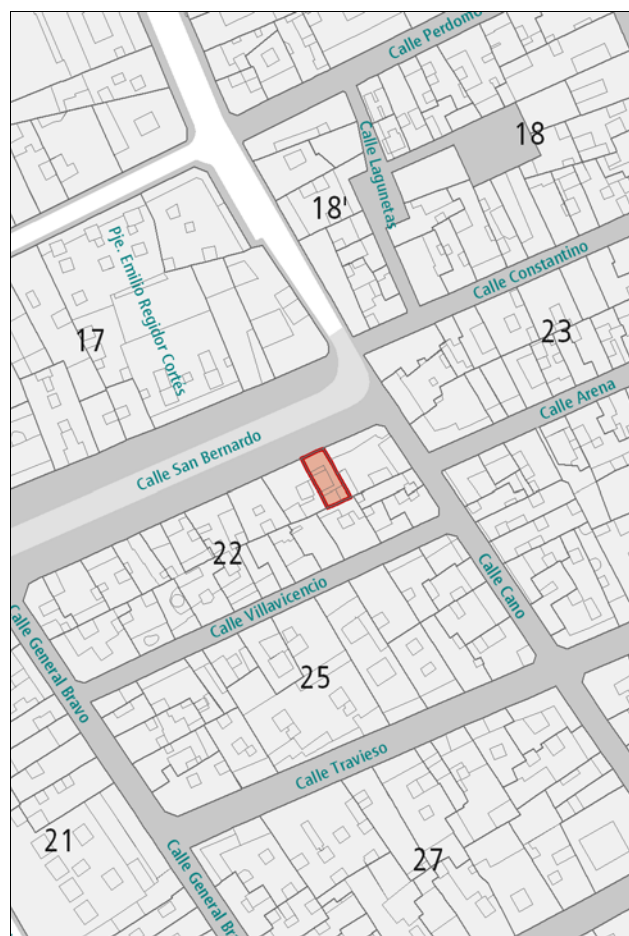 Calle Perdomo
18
Calle Lagunetas
18'
Pje. Emilio Regidor Cortés
Calle Constantino
17
23
Calle Arena
Calle San Bernardo
22
Calle Cano
Calle Villavicencio
Calle General Bravo
25
Calle Travieso
21
27
Calle General Bra